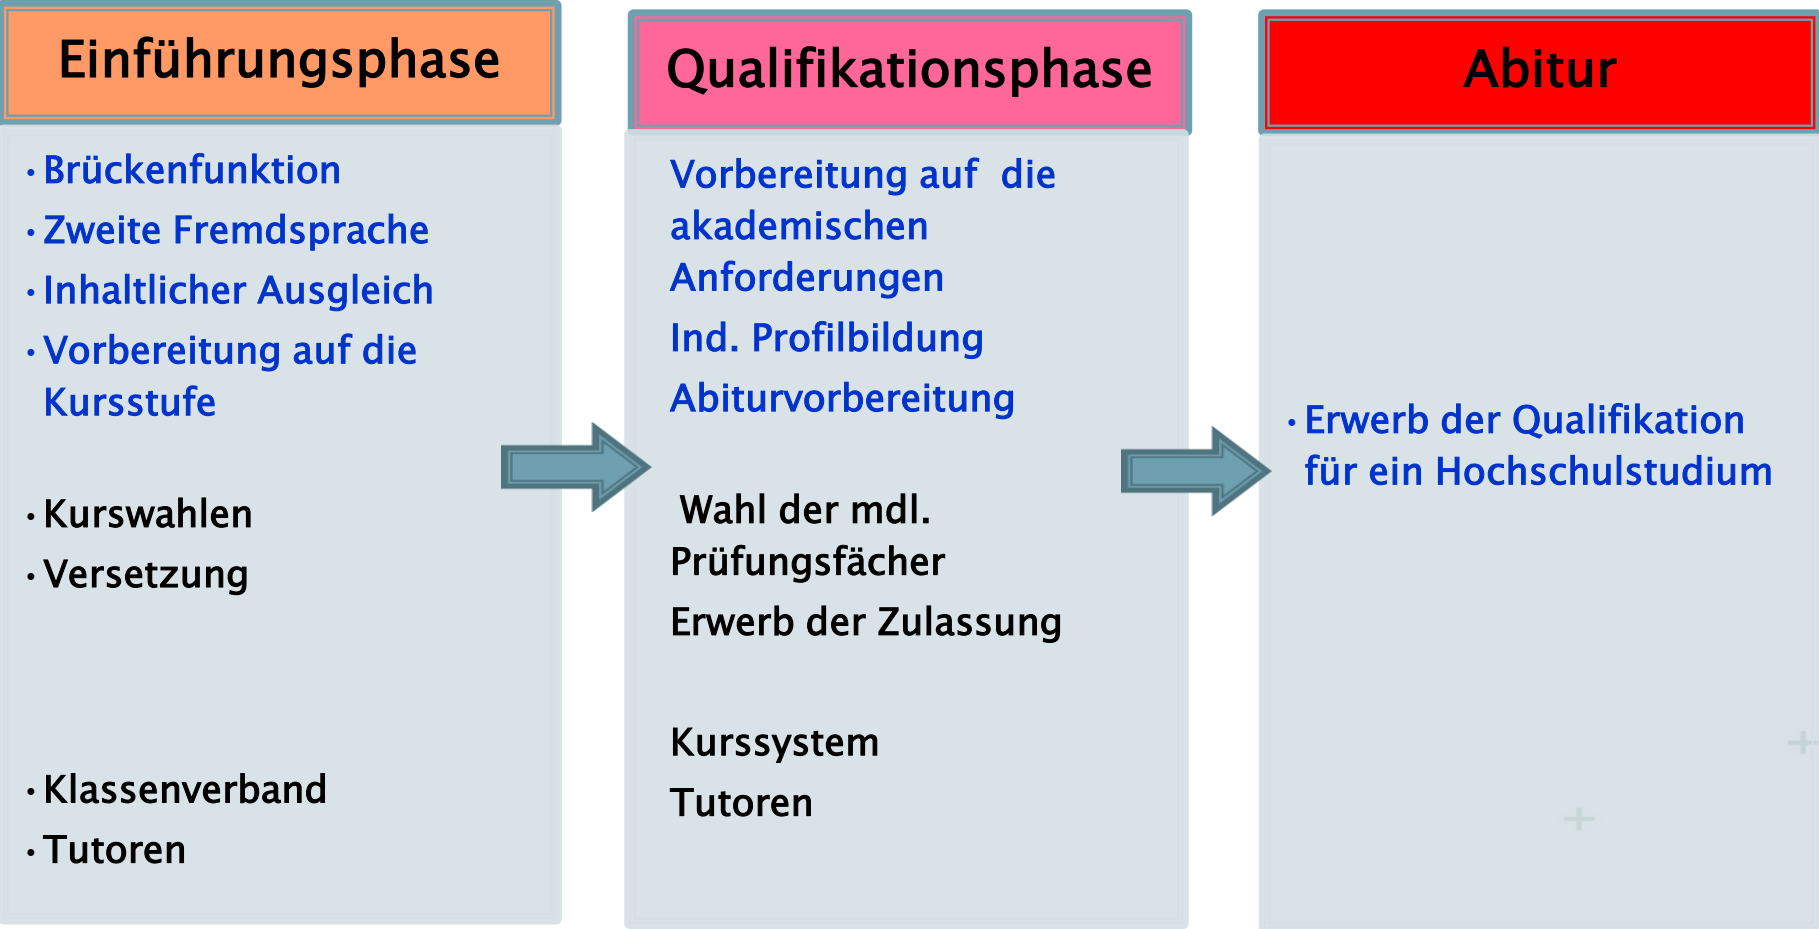 Einführungsphase
• Brückenfunktion
• Zweite Fremdsprache
• Inhaltlicher Ausgleich
• Vorbereitung auf die
Kursstufe
• Kurswahlen
• Versetzung
• Klassenverband
• Tutoren
Qualifikationsphase
Vorbereitung auf die
akademischen
Anforderungen
Ind. Profilbildung
Abiturvorbereitung
Wahl der mdl.
Prüfungsfächer
Erwerb der Zulassung
Kurssystem
Tutoren
Abitur
• Erwerb der Qualifikation
für ein Hochschulstudium